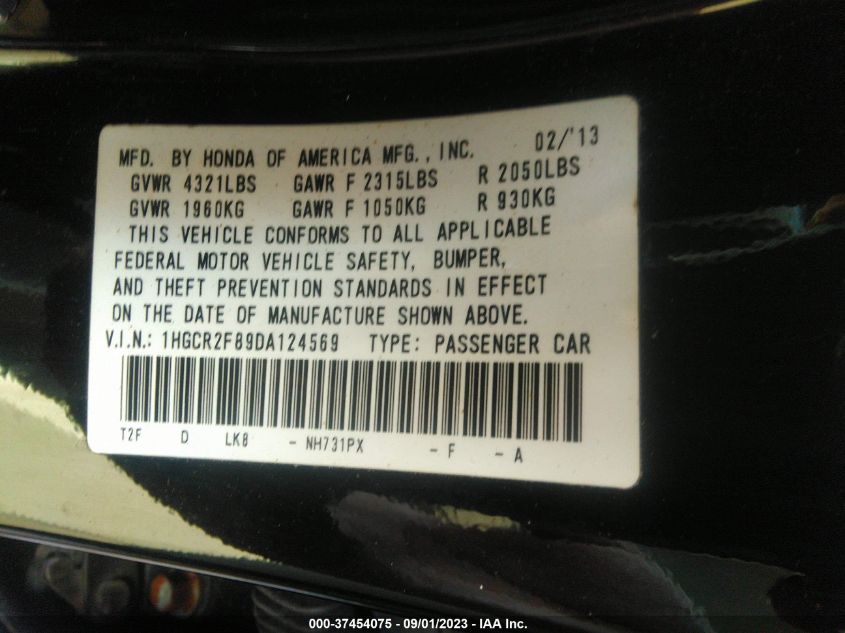 MFD. BY HONDA OF AMERICA MFG., INC. 02/'13
GVWR 4321LBS GAWR F 2315LBS R 2050LBS
GVWR 1960KG GAWR F 1050KG R 930KG
THIS VEHICLE CONFORMS TO ALL APPLICABLE
FEDERAL MOTOR VEHICLE SAFETY, BUMPER,
AND THEFT PREVENTION STANDARDS IN EFFECT
ON THE DATE OF MANUFACTURE SHOWN ABOVE.
V.I.N.: 1HGCR2F89DA124569 TYPE: PASSENGER CAR
T2F D LK8 - NH731PX - F - A
000-37454075 - 09/01/2023 - IAA Inc.